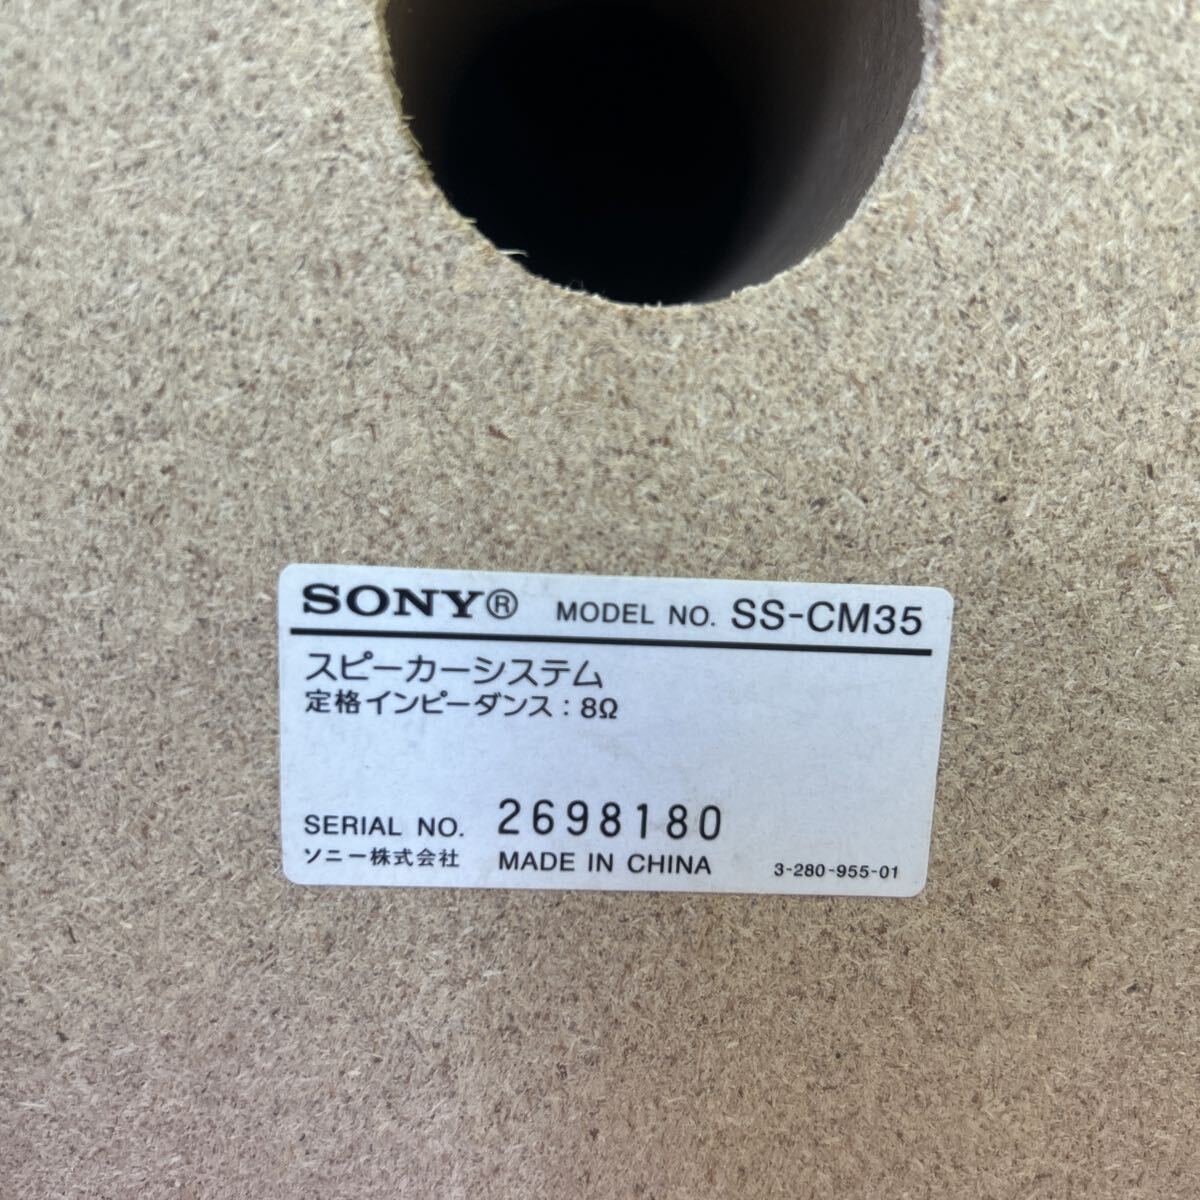 SONY® MODEL NO. SS-CM35
スピーカーシステム
定格インピーダンス：8Ω
SERIAL NO. 2698180
ソニー株式会社 MADE IN CHINA 3-280-955-01